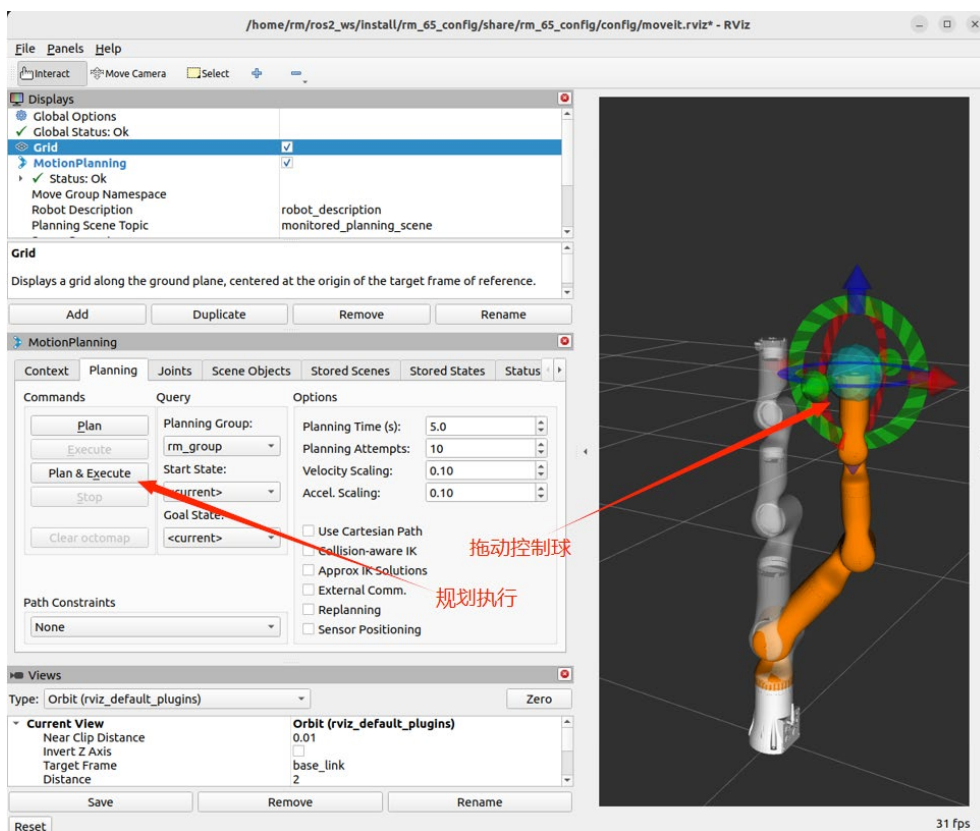 /home/rm/ros2_ws/install/rm_65_config/share/rm_65_config/config/moveit.rviz* - RViz
File Panels Help
Interact Move Camera Select
Displays
Global Options
Global Status: Ok
Grid
MotionPlanning
Status: Ok
Move Group Namespace
Robot Description robot_description
Planning Scene Topic monitored_planning_scene
Grid
Displays a grid along the ground plane, centered at the origin of the target frame of reference.
Add Duplicate Remove Rename
MotionPlanning
Context Planning Joints Scene Objects Stored Scenes Stored States Status
Commands Query Options
Plan
Execute
Plan & Execute
Stop
Clear octomap
Planning Group:
rm_group
Start State:
<current>
Goal State:
<current>
Planning Time (s): 5.0
Planning Attempts: 10
Velocity Scaling: 0.10
Accel. Scaling: 0.10
Use Cartesian Path
Collision-aware IK
Approx IK Solutions
External Comm.
Replanning
Sensor Positioning
Path Constraints
None
拖动控制球
规划执行
Views
Type: Orbit (rviz_default_plugins) Zero
Current View Orbit (rviz_default_plugins)
Near Clip Distance 0.01
Invert Z Axis
Target Frame base_link
Distance 2
Save Remove Rename
Reset 31 fps